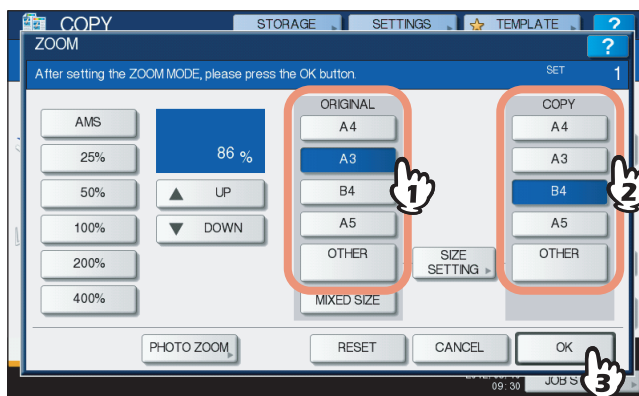 COPY
STORAGE
SETTINGS
TEMPLATE
?
ZOOM
?
After setting the ZOOM MODE, please press the OK button.
SET 1
ORIGINAL
COPY
AMS
25%
50%
100%
200%
400%
86 %
UP
DOWN
A4
A3
B4
A5
OTHER
MIXED SIZE
1
SIZE
SETTING
A4
A3
B4
A5
OTHER
2
PHOTO ZOOM
RESET
CANCEL
OK
3
09:30
JOB S